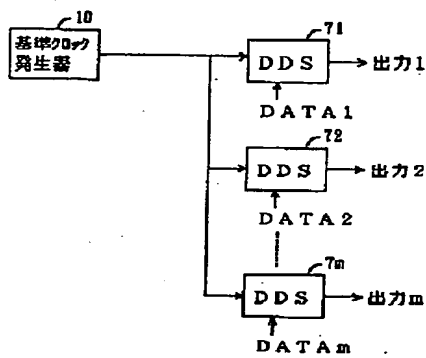 10
基準クロック
発生器
71
DDS
出力1
DATA1
72
DDS
出力2
DATA2
7m
DDS
出力m
DATAm